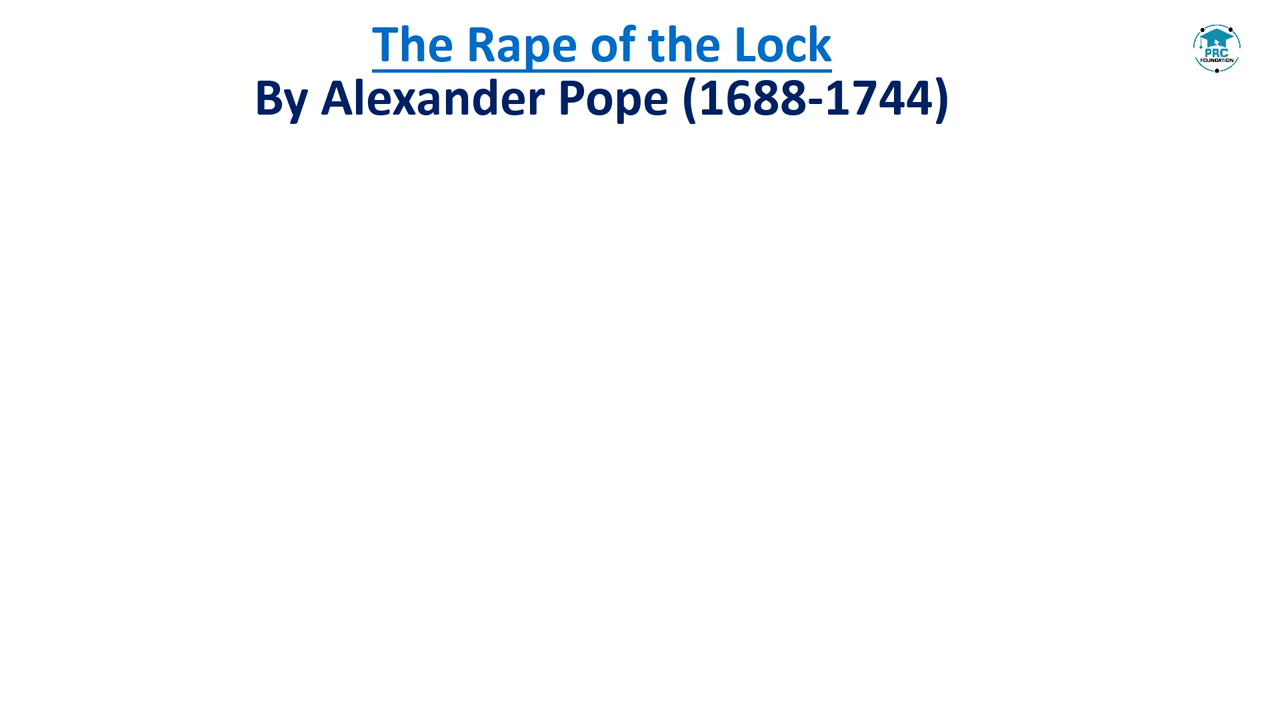 The Rape of the Lock
By Alexander Pope (1688-1744)
PRC
FOUNDATION